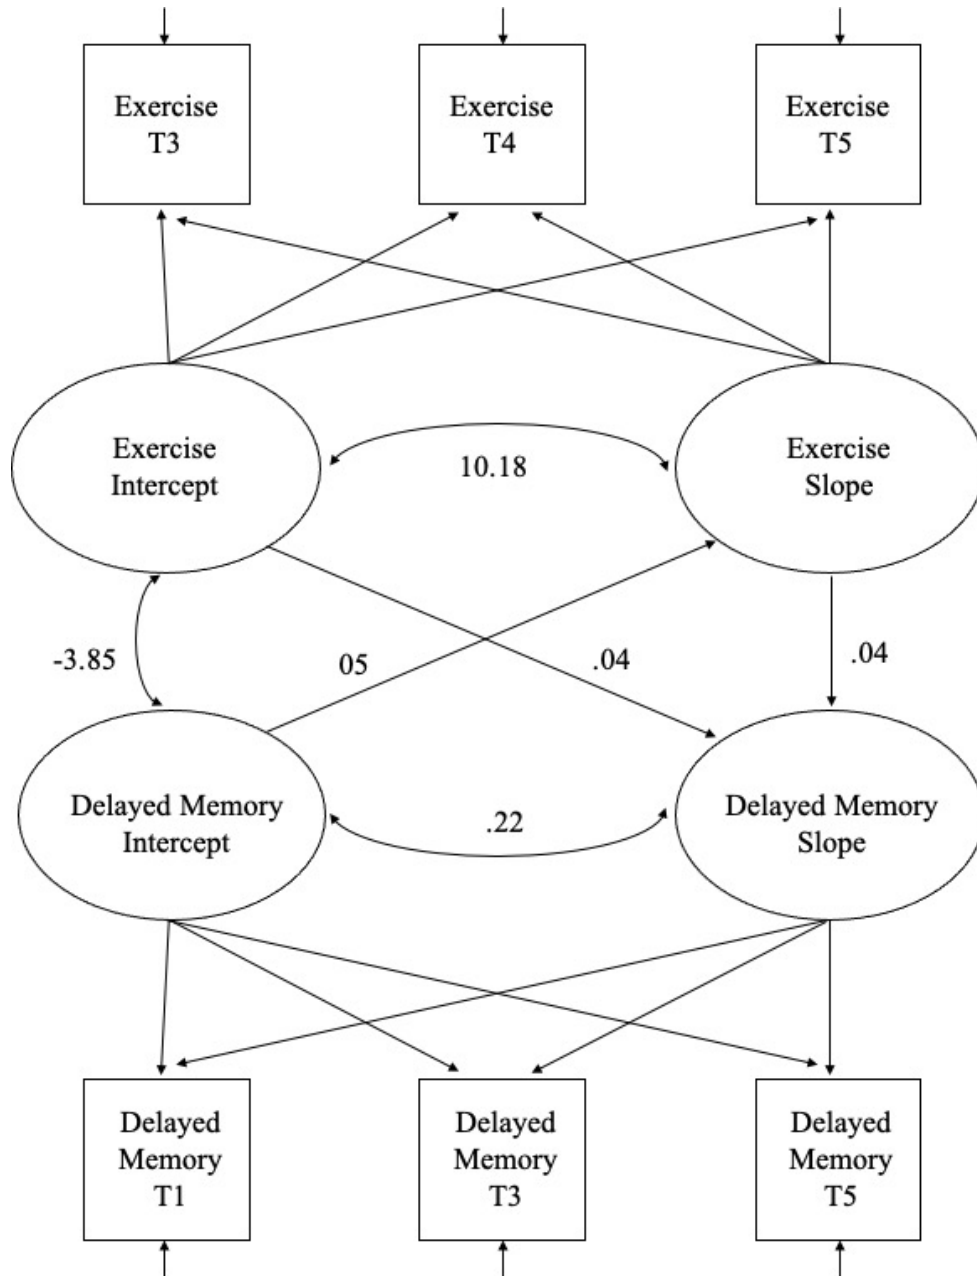 Exercise
T3
Exercise
T4
Exercise
T5
Exercise
Intercept
10.18
Exercise
Slope
-3.85
05
.04
.04
Delayed Memory
Intercept
.22
Delayed Memory
Slope
Delayed
Memory
T1
Delayed
Memory
T3
Delayed
Memory
T5